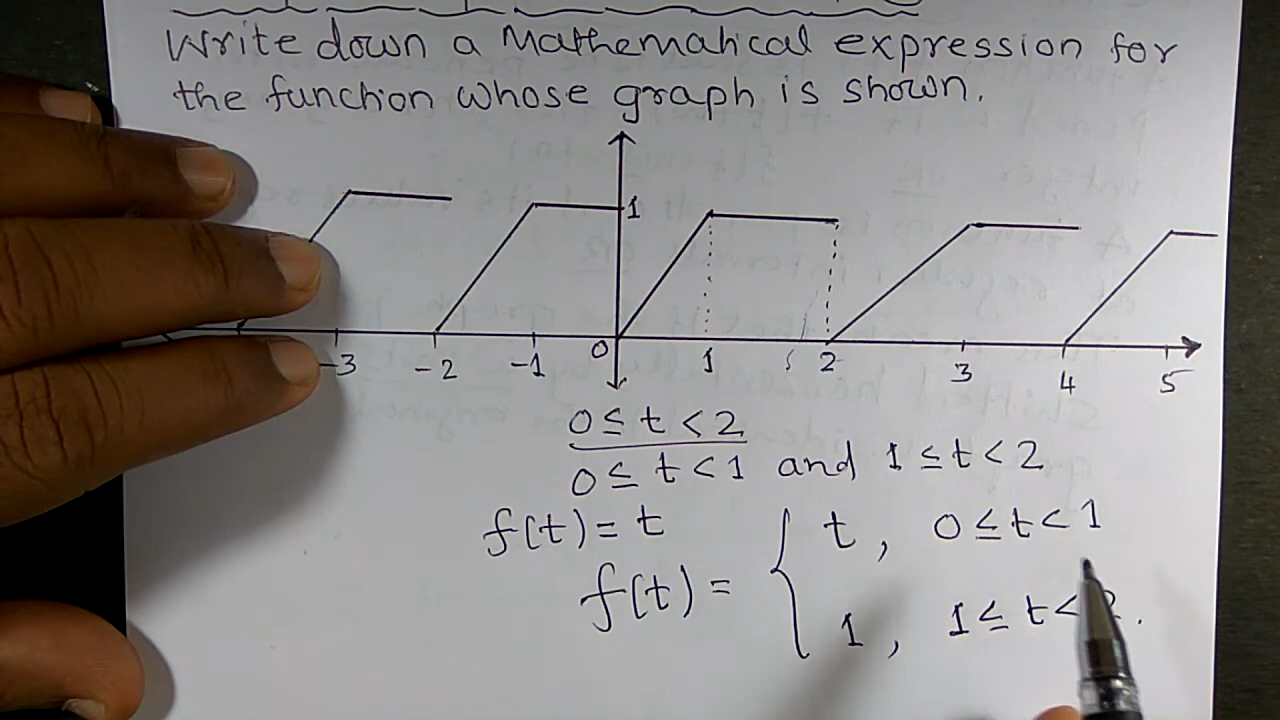 Write down a Mathematical expression for
the function whose graph is shown.
1
-3 -2 -1 0 1 2 3 4 5
0 ≤ t < 2
0 ≤ t < 1 and 1 ≤ t < 2
f(t) = t
f(t) = { t, 0 ≤ t < 1
1, 1 ≤ t < 2.